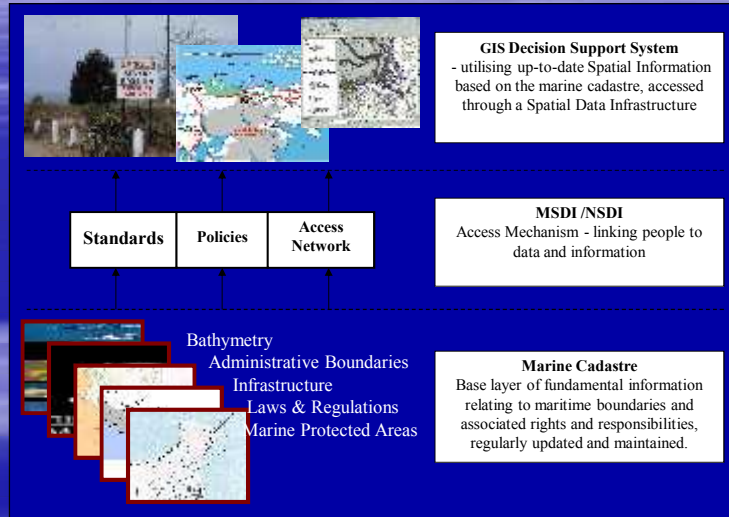 GIS Decision Support System
- utilising up-to-date Spatial Information
based on the marine cadastre, accessed
through a Spatial Data Infrastructure
Standards
Policies
Access
Network
MSDI /NSDI
Access Mechanism - linking people to
data and information
Bathymetry
Administrative Boundaries
Infrastructure
Laws & Regulations
Marine Protected Areas
Marine Cadastre
Base layer of fundamental information
relating to maritime boundaries and
associated rights and responsibilities,
regularly updated and maintained.